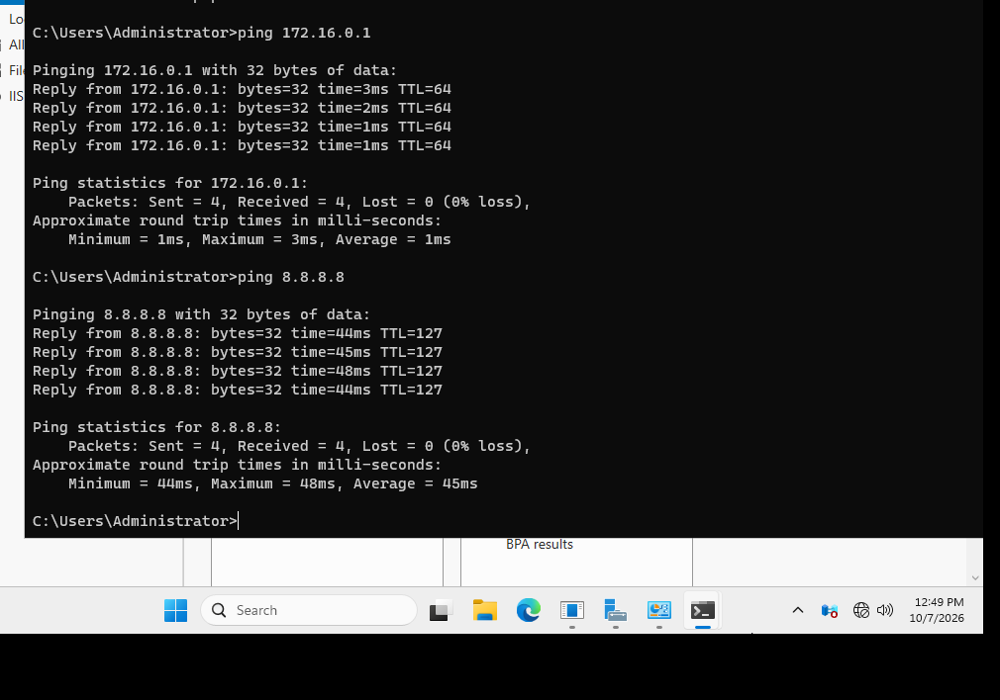 Lo
All
File
IIS
C:\Users\Administrator>ping 172.16.0.1
Pinging 172.16.0.1 with 32 bytes of data:
Reply from 172.16.0.1: bytes=32 time=3ms TTL=64
Reply from 172.16.0.1: bytes=32 time=2ms TTL=64
Reply from 172.16.0.1: bytes=32 time=1ms TTL=64
Reply from 172.16.0.1: bytes=32 time=1ms TTL=64
Ping statistics for 172.16.0.1:
Packets: Sent = 4, Received = 4, Lost = 0 (0% loss),
Approximate round trip times in milli-seconds:
Minimum = 1ms, Maximum = 3ms, Average = 1ms
C:\Users\Administrator>ping 8.8.8.8
Pinging 8.8.8.8 with 32 bytes of data:
Reply from 8.8.8.8: bytes=32 time=44ms TTL=127
Reply from 8.8.8.8: bytes=32 time=45ms TTL=127
Reply from 8.8.8.8: bytes=32 time=48ms TTL=127
Reply from 8.8.8.8: bytes=32 time=44ms TTL=127
Ping statistics for 8.8.8.8:
Packets: Sent = 4, Received = 4, Lost = 0 (0% loss),
Approximate round trip times in milli-seconds:
Minimum = 44ms, Maximum = 48ms, Average = 45ms
C:\Users\Administrator>
BPA results
Search
12:49 PM
10/7/2026